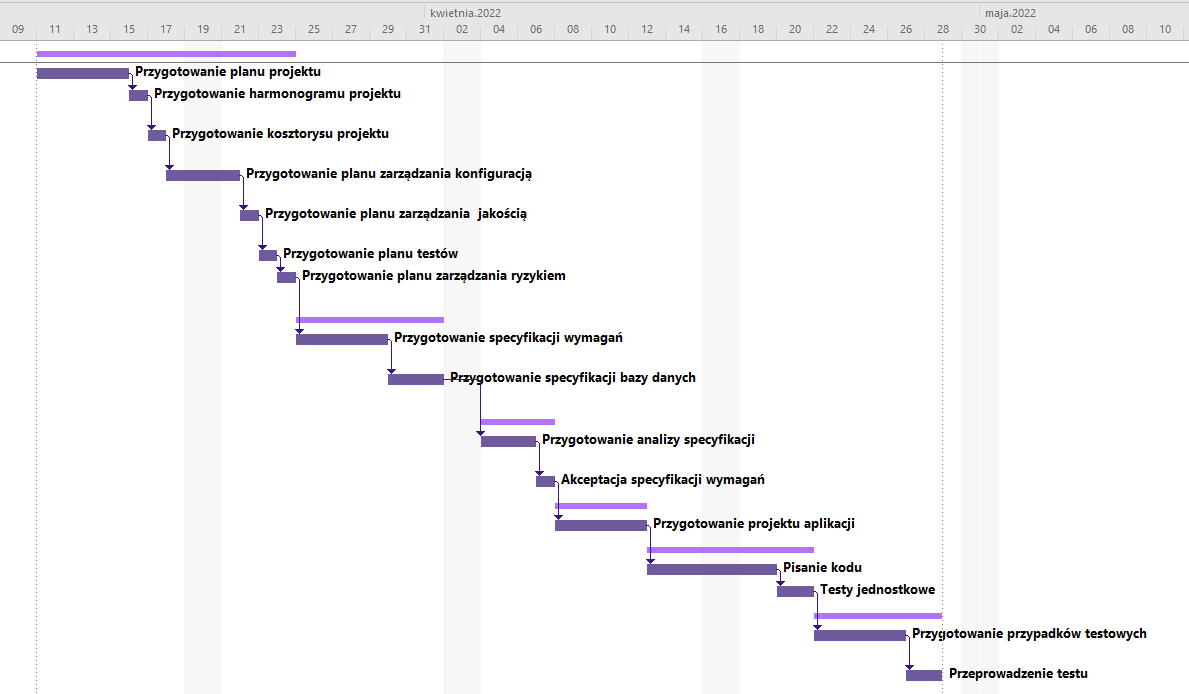 kwietnia.2022 maja.2022
09 11 13 15 17 19 21 23 25 27 29 31 02 04 06 08 10 12 14 16 18 20 22 24 26 28 30 02 04 06 08 10
Przygotowanie planu projektu
Przygotowanie harmonogramu projektu
Przygotowanie kosztorysu projektu
Przygotowanie planu zarządzania konfiguracją
Przygotowanie planu zarządzania  jakością
Przygotowanie planu testów
Przygotowanie planu zarządzania ryzykiem
Przygotowanie specyfikacji wymagań
Przygotowanie specyfikacji bazy danych
Przygotowanie analizy specyfikacji
Akceptacja specyfikacji wymagań
Przygotowanie projektu aplikacji
Pisanie kodu
Testy jednostkowe
Przygotowanie przypadków testowych
Przeprowadzenie testu